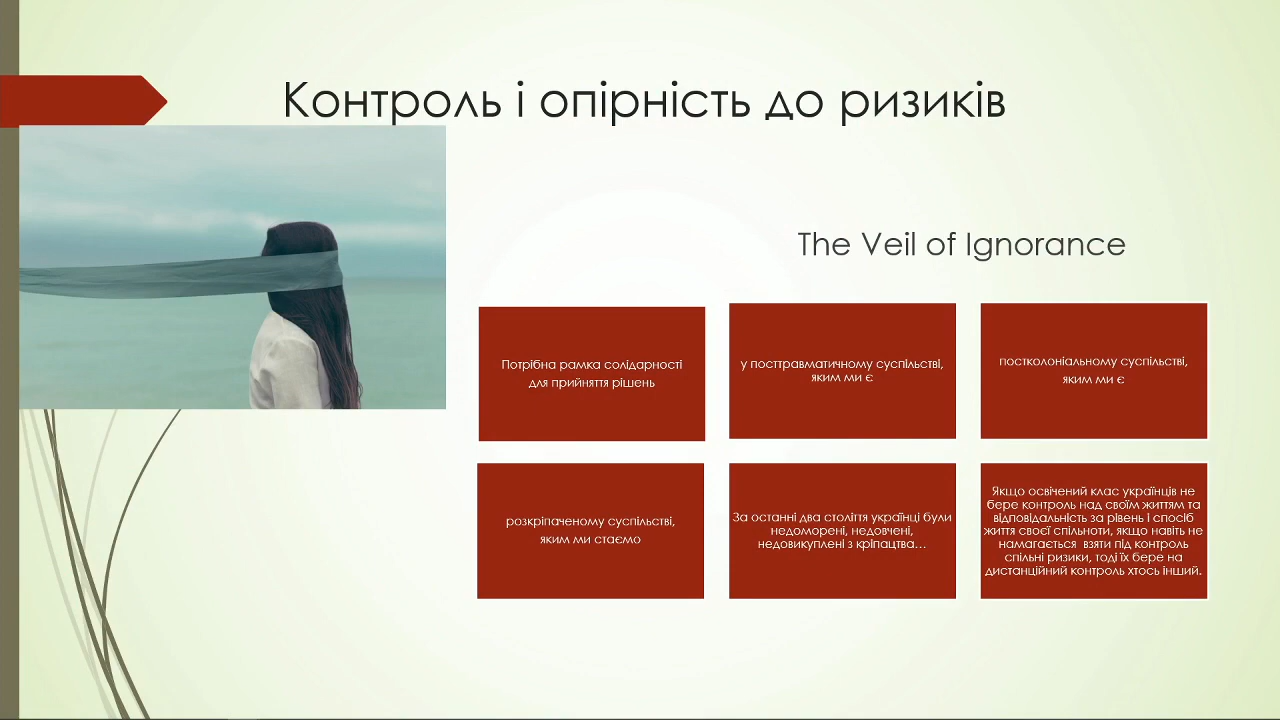 Контроль і опірність до ризиків
The Veil of Ignorance
Потрібна рамка солідарності
для прийняття рішень
у посттравматичному суспільстві,
яким ми є
постколоніальному суспільстві,
яким ми є
розкріпаченому суспільстві,
яким ми стаємо
За останні два століття українці були
недоморені, недовчені,
недовикуплені з кріпацтва…
Якщо освічений клас українців не
бере контроль над своїм життям та
відповідальність за рівень і спосіб
життя своєї спільноти, якщо навіть не
намагається взяти під контроль
спільні ризики, тоді їх бере на
дистанційний контроль хтось інший.